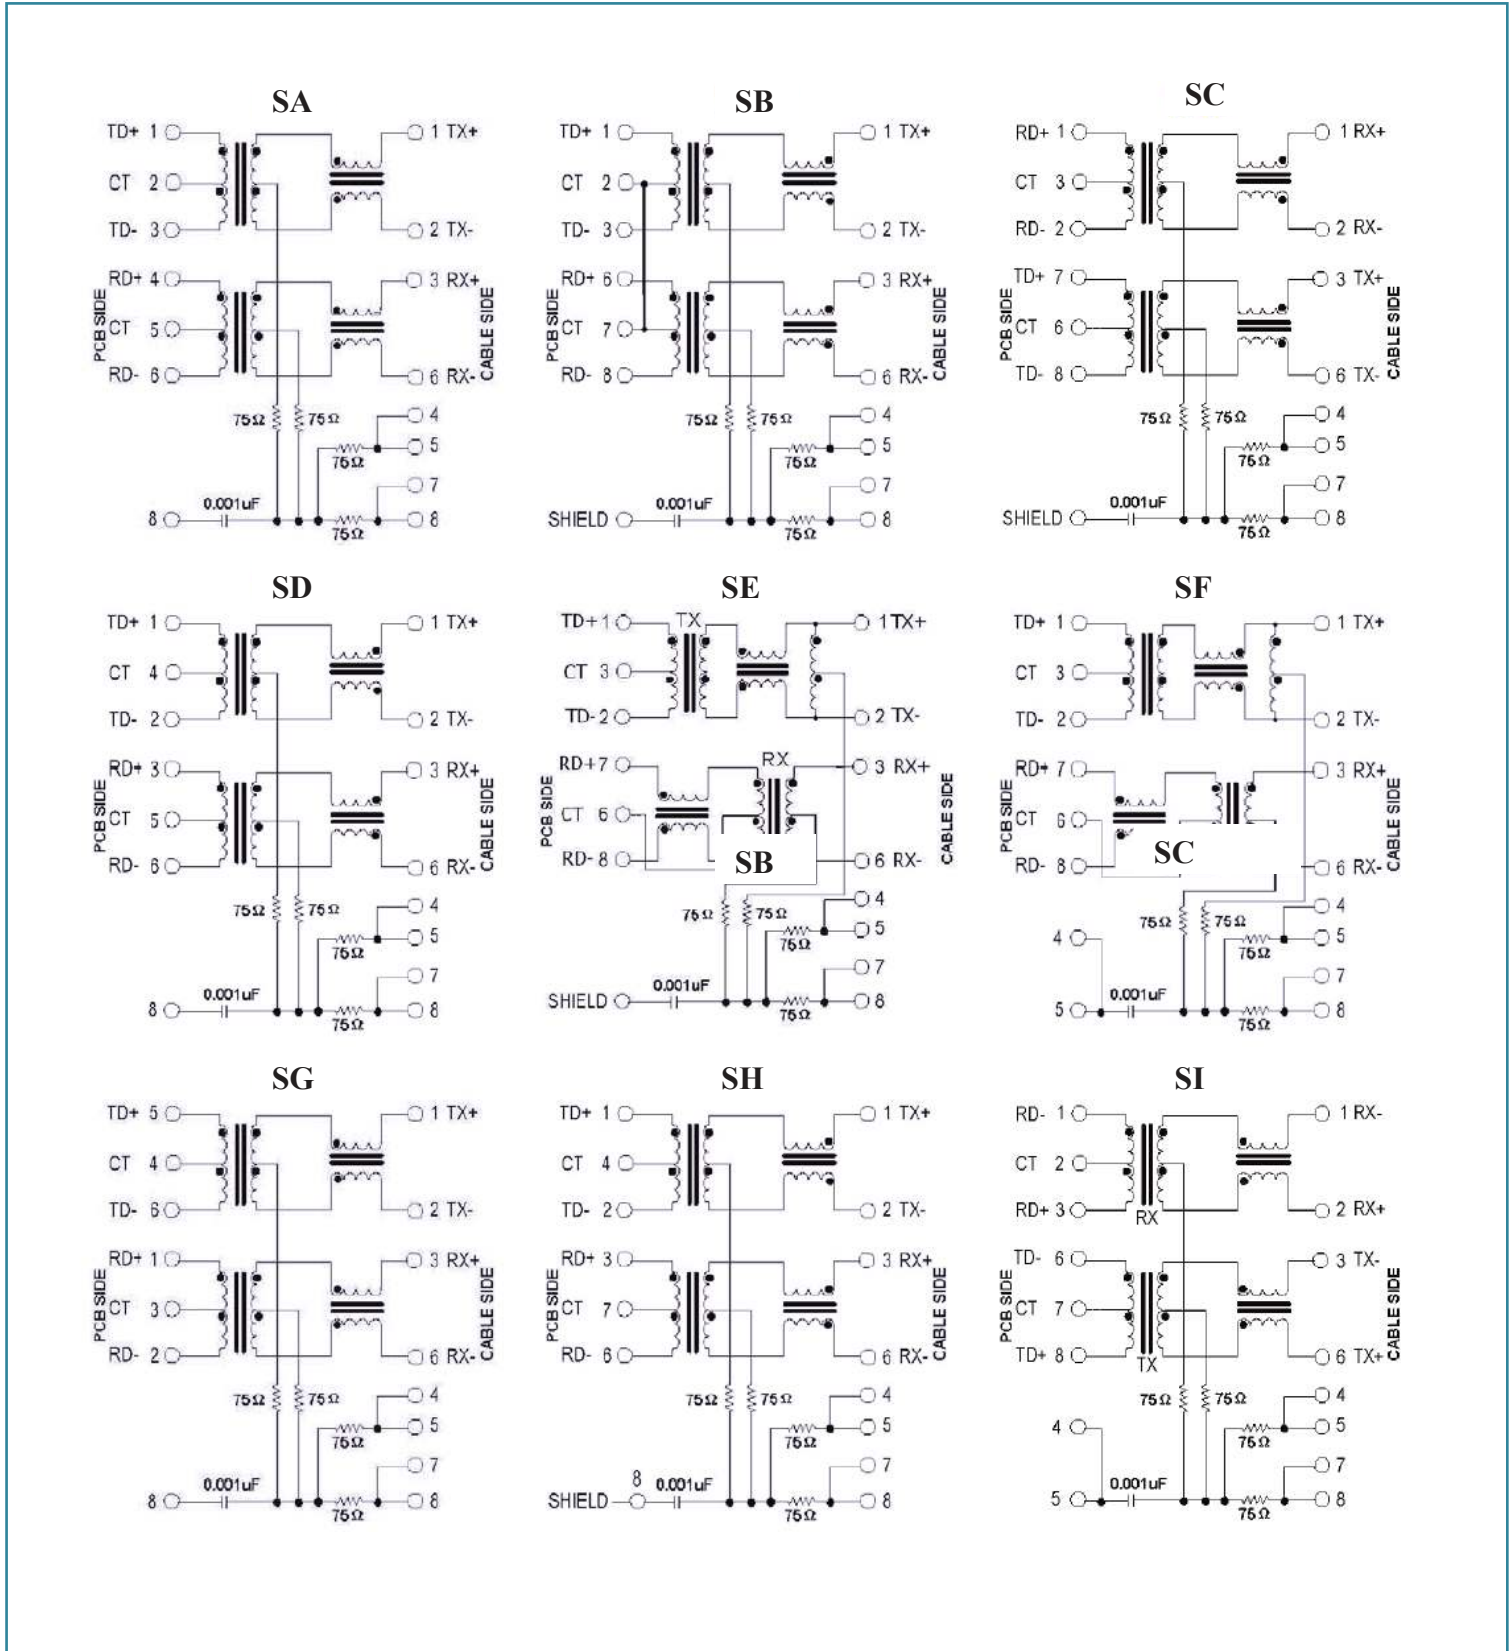 SA
TD+ 1
1 TX+
CT 2
TD- 3
2 TX-
RD+ 4
3 RX+
PCB SIDE
CT 5
CABLE SIDE
RD- 6
6 RX-
75Ω 75Ω
4
5
75Ω
7
0.001uF
8
8
75Ω
SB
TD+ 1
1 TX+
CT 2
TD- 3
2 TX-
RD+ 6
3 RX+
PCB SIDE
CT 7
CABLE SIDE
RD- 8
6 RX-
75Ω 75Ω
4
5
75Ω
7
0.001uF
SHIELD
8
75Ω
SC
RD+ 1
1 RX+
CT 3
RD- 2
2 RX-
TD+ 7
3 TX+
PCB SIDE
CT 6
CABLE SIDE
TD- 8
6 TX-
75Ω 75Ω
4
5
75Ω
7
0.001uF
SHIELD
8
75Ω
SD
TD+ 1
1 TX+
CT 4
TD- 2
2 TX-
RD+ 3
3 RX+
PCB SIDE
CT 5
CABLE SIDE
RD- 6
6 RX-
75Ω 75Ω
4
5
75Ω
7
0.001uF
8
8
75Ω
SE
TD+ 1
TX
1 TX+
CT 3
TD- 2
2 TX-
RD+ 7
RX
3 RX+
PCB SIDE
CT 6
CABLE SIDE
RD- 8
SB
6 RX-
75Ω 75Ω
4
5
75Ω
7
0.001uF
SHIELD
8
75Ω
SF
TD+ 1
1 TX+
CT 3
TD- 2
2 TX-
RD+ 7
3 RX+
PCB SIDE
CT 6
CABLE SIDE
RD- 8
SC
6 RX-
75Ω 75Ω
4
4
5
75Ω
7
0.001uF
5
8
75Ω
SG
TD+ 5
1 TX+
CT 4
TD- 6
2 TX-
RD+ 1
3 RX+
PCB SIDE
CT 3
CABLE SIDE
RD- 2
6 RX-
75Ω 75Ω
4
5
75Ω
7
0.001uF
8
8
75Ω
SH
TD+ 1
1 TX+
CT 4
TD- 2
2 TX-
RD+ 3
3 RX+
PCB SIDE
CT 7
CABLE SIDE
RD- 6
6 RX-
75Ω 75Ω
4
5
75Ω
7
8
0.001uF
SHIELD
8
75Ω
SI
RD- 1
1 RX-
CT 2
RD+ 3
RX
2 RX+
TD- 6
3 TX-
PCB SIDE
CT 7
CABLE SIDE
TD+ 8
TX
6 TX+
75Ω 75Ω
4
4
5
75Ω
7
0.001uF
5
8
75Ω